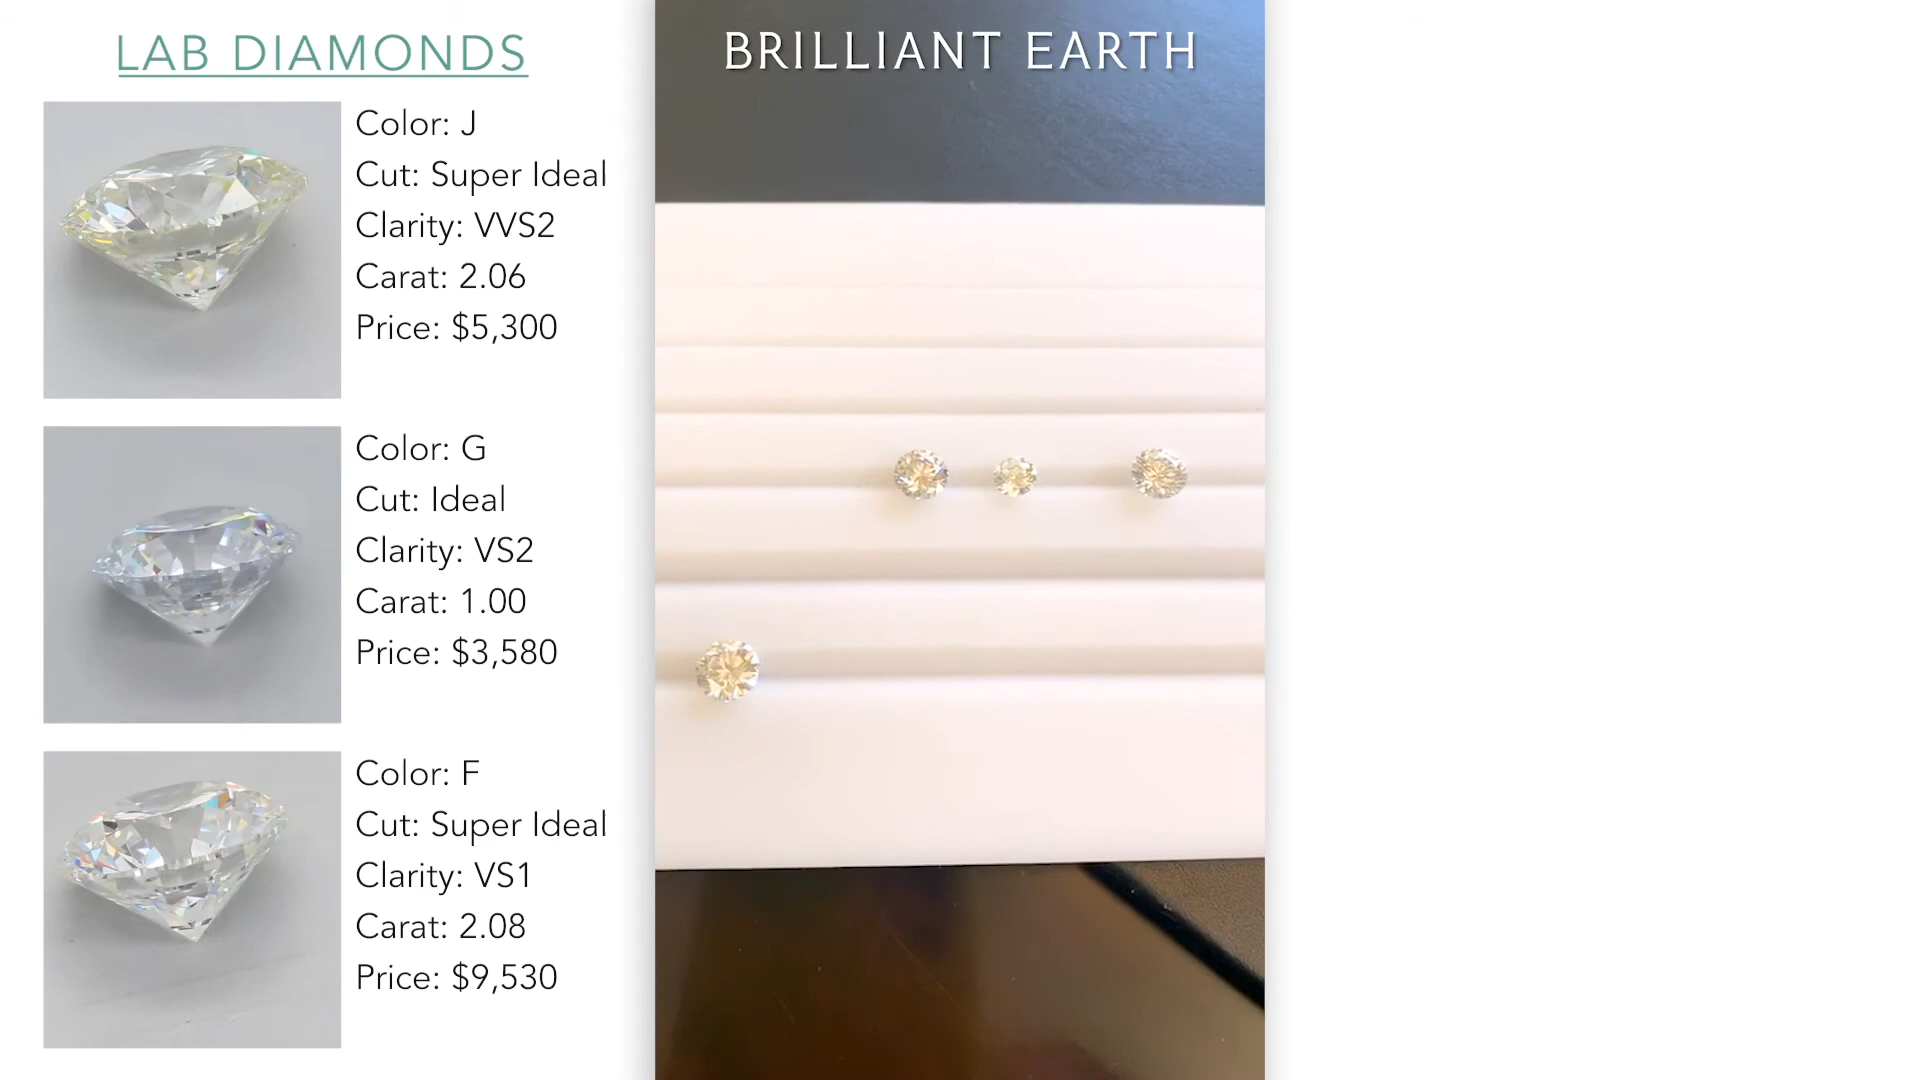 LAB DIAMONDS
Color: J
Cut: Super Ideal
Clarity: VVS2
Carat: 2.06
Price: $5,300
Color: G
Cut: Ideal
Clarity: VS2
Carat: 1.00
Price: $3,580
Color: F
Cut: Super Ideal
Clarity: VS1
Carat: 2.08
Price: $9,530
BRILLIANT EARTH